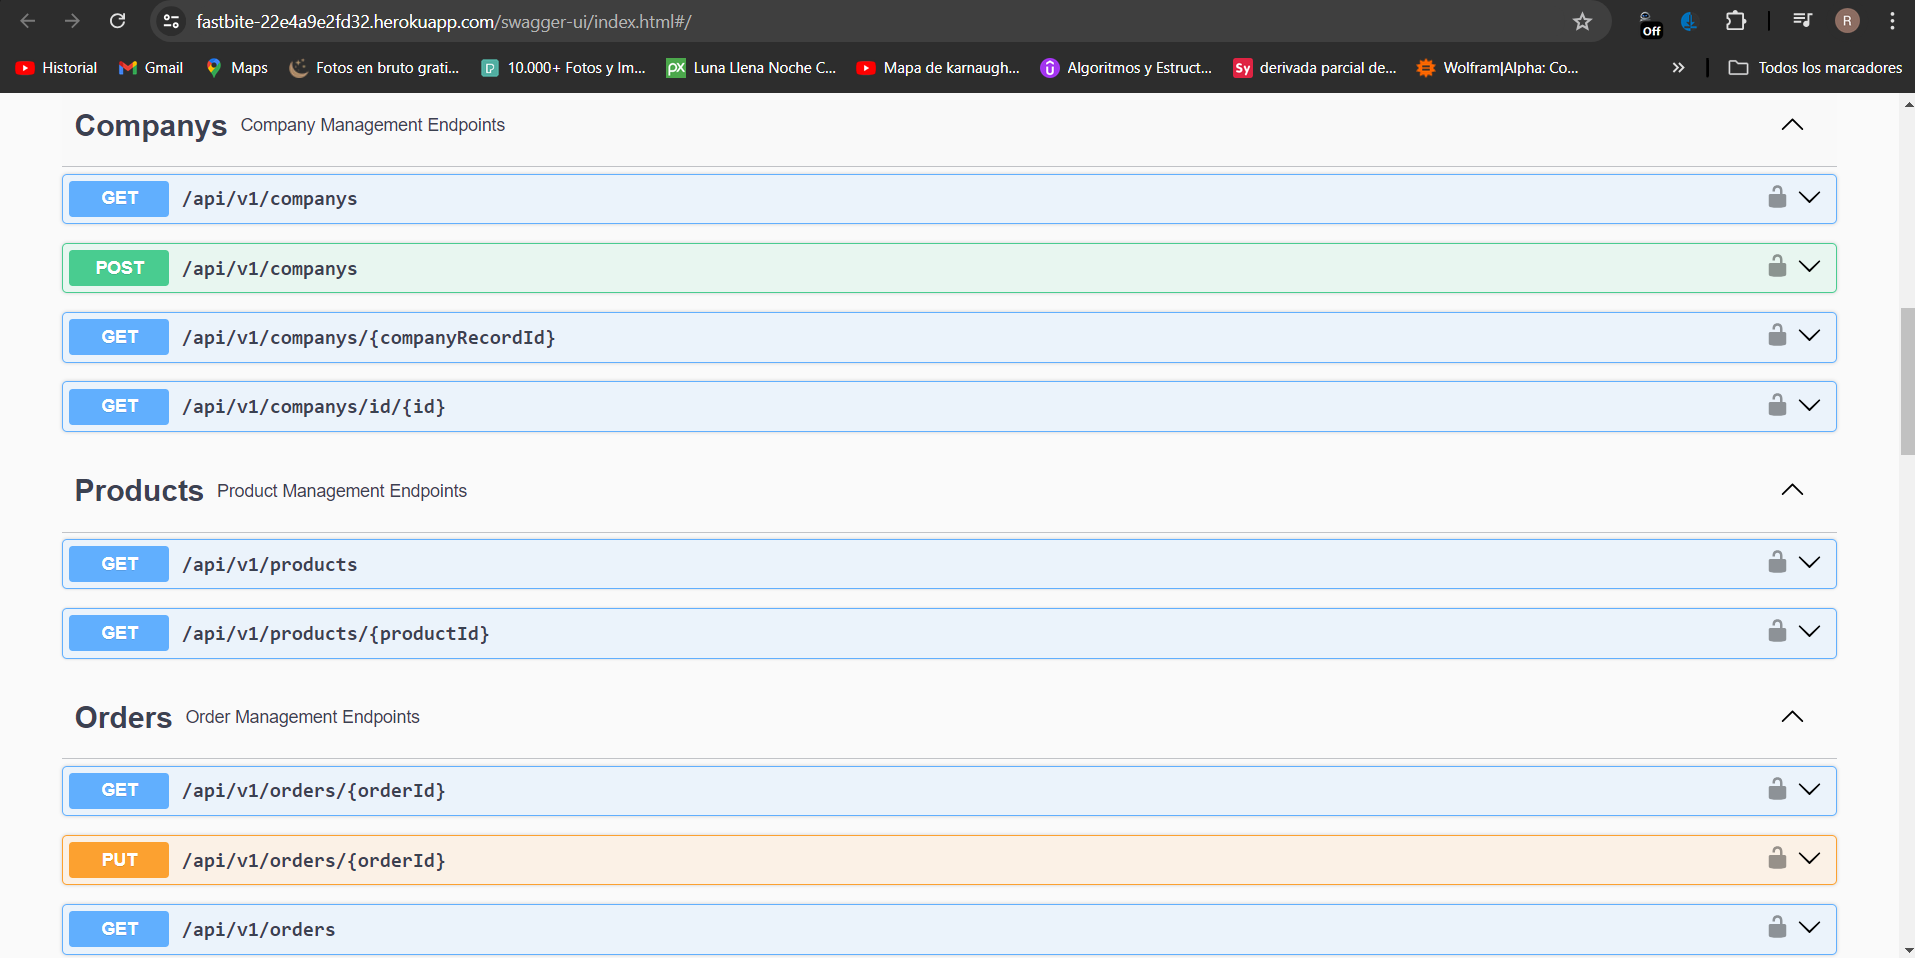 fastbite-22e4a9e2fd32.herokuapp.com/swagger-ui/index.html#/
Off
R
Historial
Gmail
Maps
Fotos en bruto grati...
10.000+ Fotos y Im...
px
Luna Llena Noche C...
Mapa de karnaugh...
Algoritmos y Estruct...
Sy
derivada parcial de...
Wolfram|Alpha: Co...
»
Todos los marcadores
Companys Company Management Endpoints
GET /api/v1/companys
POST /api/v1/companys
GET /api/v1/companys/{companyRecordId}
GET /api/v1/companys/id/{id}
Products Product Management Endpoints
GET /api/v1/products
GET /api/v1/products/{productId}
Orders Order Management Endpoints
GET /api/v1/orders/{orderId}
PUT /api/v1/orders/{orderId}
GET /api/v1/orders